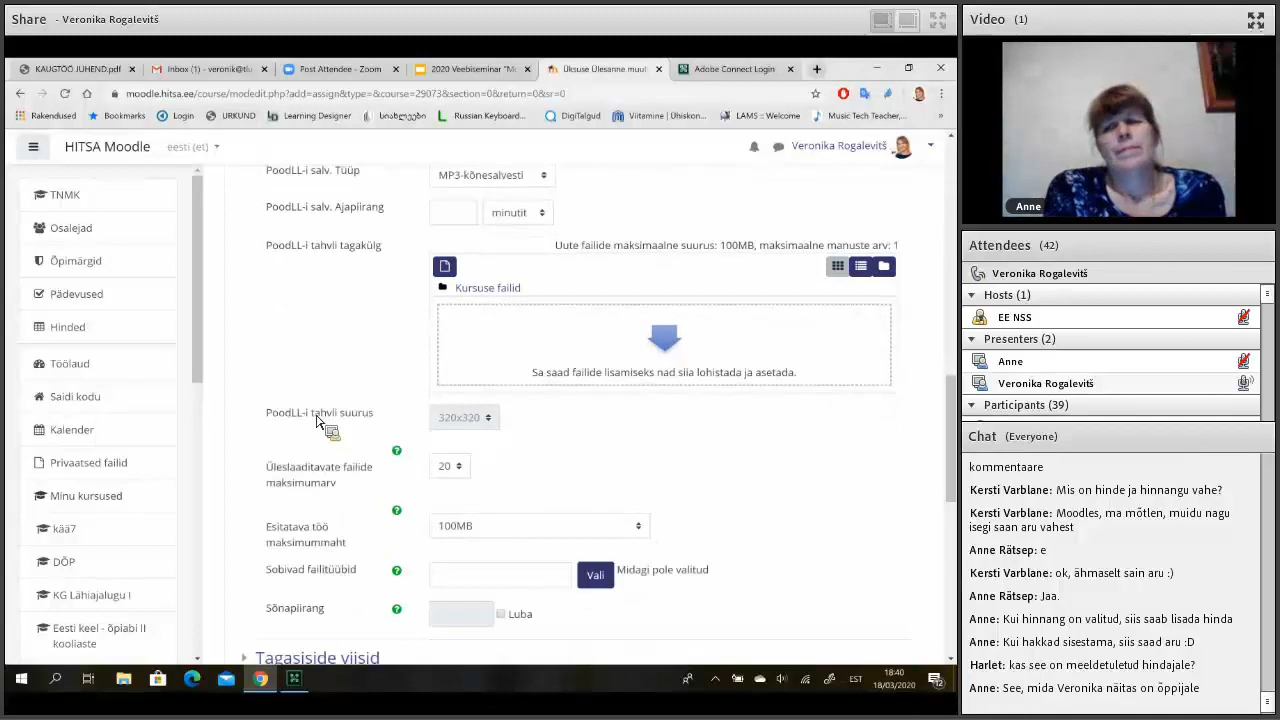 Share - Veronika Rogalevitš
KAUGTÖÖ JUHEND.pdf
Inbox (1) - veronik@tlu
Post Attendee - Zoom
2020 Veebiseminar "Mo
Üksuse Ülesanne.muut
Adobe Connect Login
moodle.hitsa.ee/course/modedit.php?add=assign&type=&course=29073&section=0&return=0&sr=0
Rakendused
Bookmarks
Login
URKUND
Learning Designer
სიახლეები
Russian Keyboard...
DigiTalgud
Viitamine | Ühiskon...
LAMS :: Welcome
Music Tech Teacher,...
HITSA Moodle
eesti (et)
Veronika Rogalevitš
TNMK
Osalejad
Õpimärgid
Pädevused
Hinded
Töölaud
Saidi kodu
Kalender
Privaatsed failid
Minu kursused
kää7
DÕP
KG Lähiajalugu I
Eesti keel - õpiabi II
kooliaste
PoodLL-i salv. Tüüp
MP3-kõnesalvesti
PoodLL-i salv. Ajapiirang
minutit
PoodLL-i tahvli tagakülg
Uute failide maksimaalne suurus: 100MB, maksimaalne manuste arv: 1
Kursuse failid
Sa saad failide lisamiseks nad siia lohistada ja asetada.
PoodLL-i tahvli suurus
320x320
Üleslaaditavate failide
maksimumarv
20
Esitatava töö
maksimummaht
100MB
Sobivad failitüübid
Vali
Midagi pole valitud
Sõnapiirang
Luba
Tagasiside viisid
EST
18:40
18/03/2020
12
Video (1)
Anne
Attendees (42)
Veronika Rogalevitš
Hosts (1)
EE NSS
Presenters (2)
Anne
Veronika Rogalevitš
Participants (39)
Chat (Everyone)
kommentaare
Kersti Varblane: Mis on hinde ja hinnangu vahe?
Kersti Varblane: Moodles, ma mõtlen, muidu nagu
isegi saan aru vahest
Anne Rätsep: e
Kersti Varblane: ok, ähmaselt sain aru :)
Anne Rätsep: Jaa.
Anne: Kui hinnang on valitud, siis saab lisada hinda
Anne: Kui hakkad sisestama, siis saad aru :D
Harlet: kas see on meeldetuletud hindajale?
Anne: See, mida Veronika näitas on õppijale